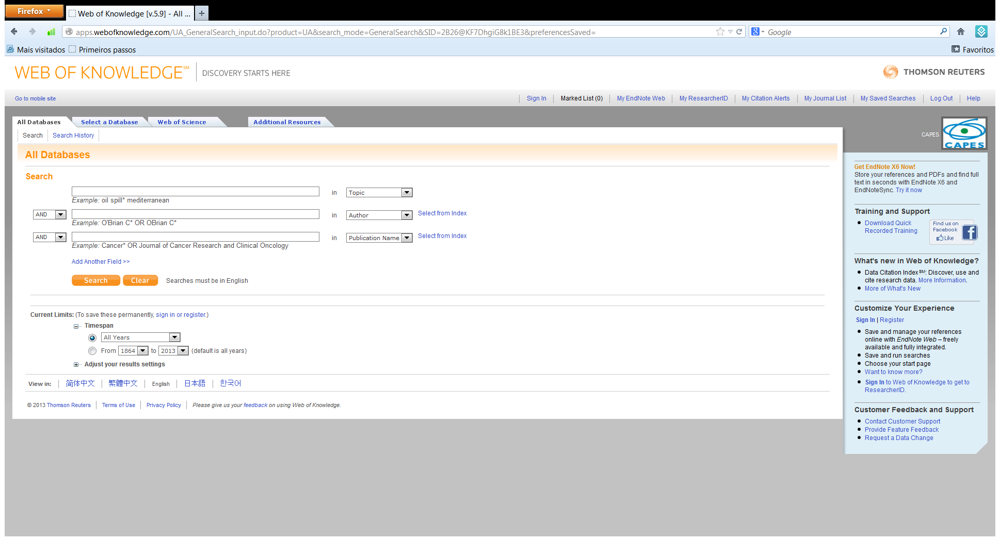 Firefox
Web of Knowledge [v.5.9] - All ...
apps.webofknowledge.com/UA_GeneralSearch_input.do?product=UA&search_mode=GeneralSearch&SID=2B26@KF7DhgiG8k1BE3&preferencesSaved=
Google
Mais visitados Primeiros passos
Favoritos
WEB OF KNOWLEDGE℠ DISCOVERY STARTS HERE
THOMSON REUTERS
Go to mobile site
Sign In Marked List (0) My EndNote Web My ResearcherID My Citation Alerts My Journal List My Saved Searches Log Out Help
All Databases Select a Database Web of Science Additional Resources
Search Search History
All Databases
Search
in Topic
Example: oil spill* mediterranean
AND in Author Select from Index
Example: O'Brian C* OR OBrian C*
AND in Publication Name Select from Index
Example: Cancer* OR Journal of Cancer Research and Clinical Oncology
Add Another Field >>
Search Clear Searches must be in English
Current Limits: (To save these permanently, sign in or register.)
Timespan
All Years
From 1864 to 2013 (default is all years)
Adjust your results settings
View in: 简体中文 繁體中文 English 日本語 한국어
© 2013 Thomson Reuters Terms of Use Privacy Policy Please give us your feedback on using Web of Knowledge.
CAPES
CAPES
Get EndNote X6 Now!
Store your references and PDFs and find full
text in seconds with EndNote X6 and
EndNoteSync. Try it now
Training and Support
Download Quick
Recorded Training
Find us on
Facebook
Like
What's new in Web of Knowledge?
Data Citation Index℠: Discover, use and
cite research data. More Information.
More of What's New
Customize Your Experience
Sign In | Register
Save and manage your references
online with EndNote Web – freely
available and fully integrated.
Save and run searches
Choose your start page
Want to know more?
Sign In to Web of Knowledge to get to
ResearcherID.
Customer Feedback and Support
Contact Customer Support
Provide Feature Feedback
Request a Data Change